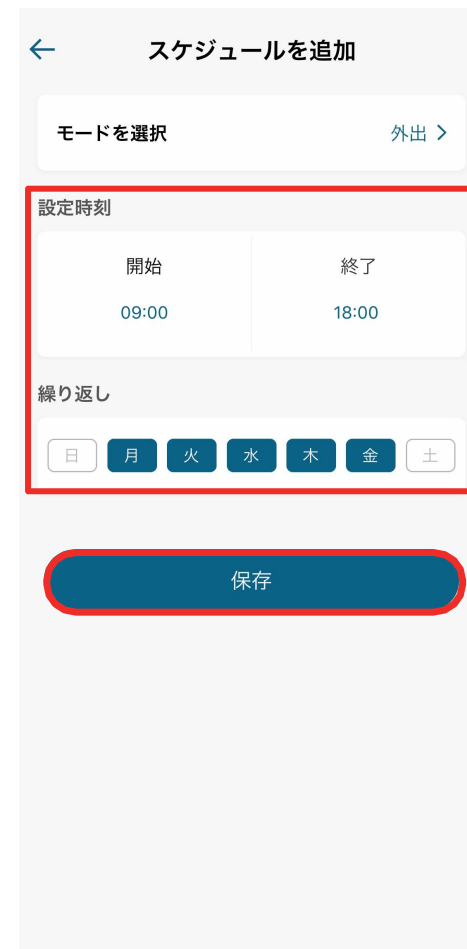 スケジュールを追加
モードを選択 外出
設定時刻
開始 終了
09:00 18:00
繰り返し
日 月 火 水 木 金 土
保存